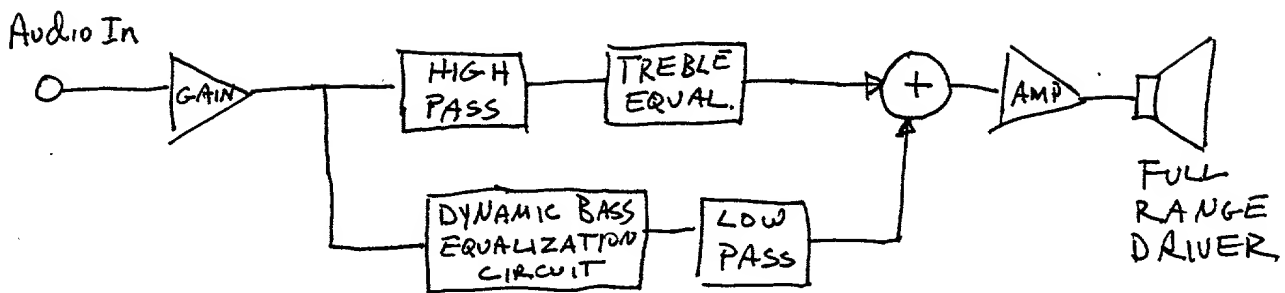 Audio In
GAIN
HIGH
PASS
TREBLE
EQUAL.
+
AMP
FULL
RANGE
DRIVER
DYNAMIC BASS
EQUALIZATION
CIRCUIT
LOW
PASS